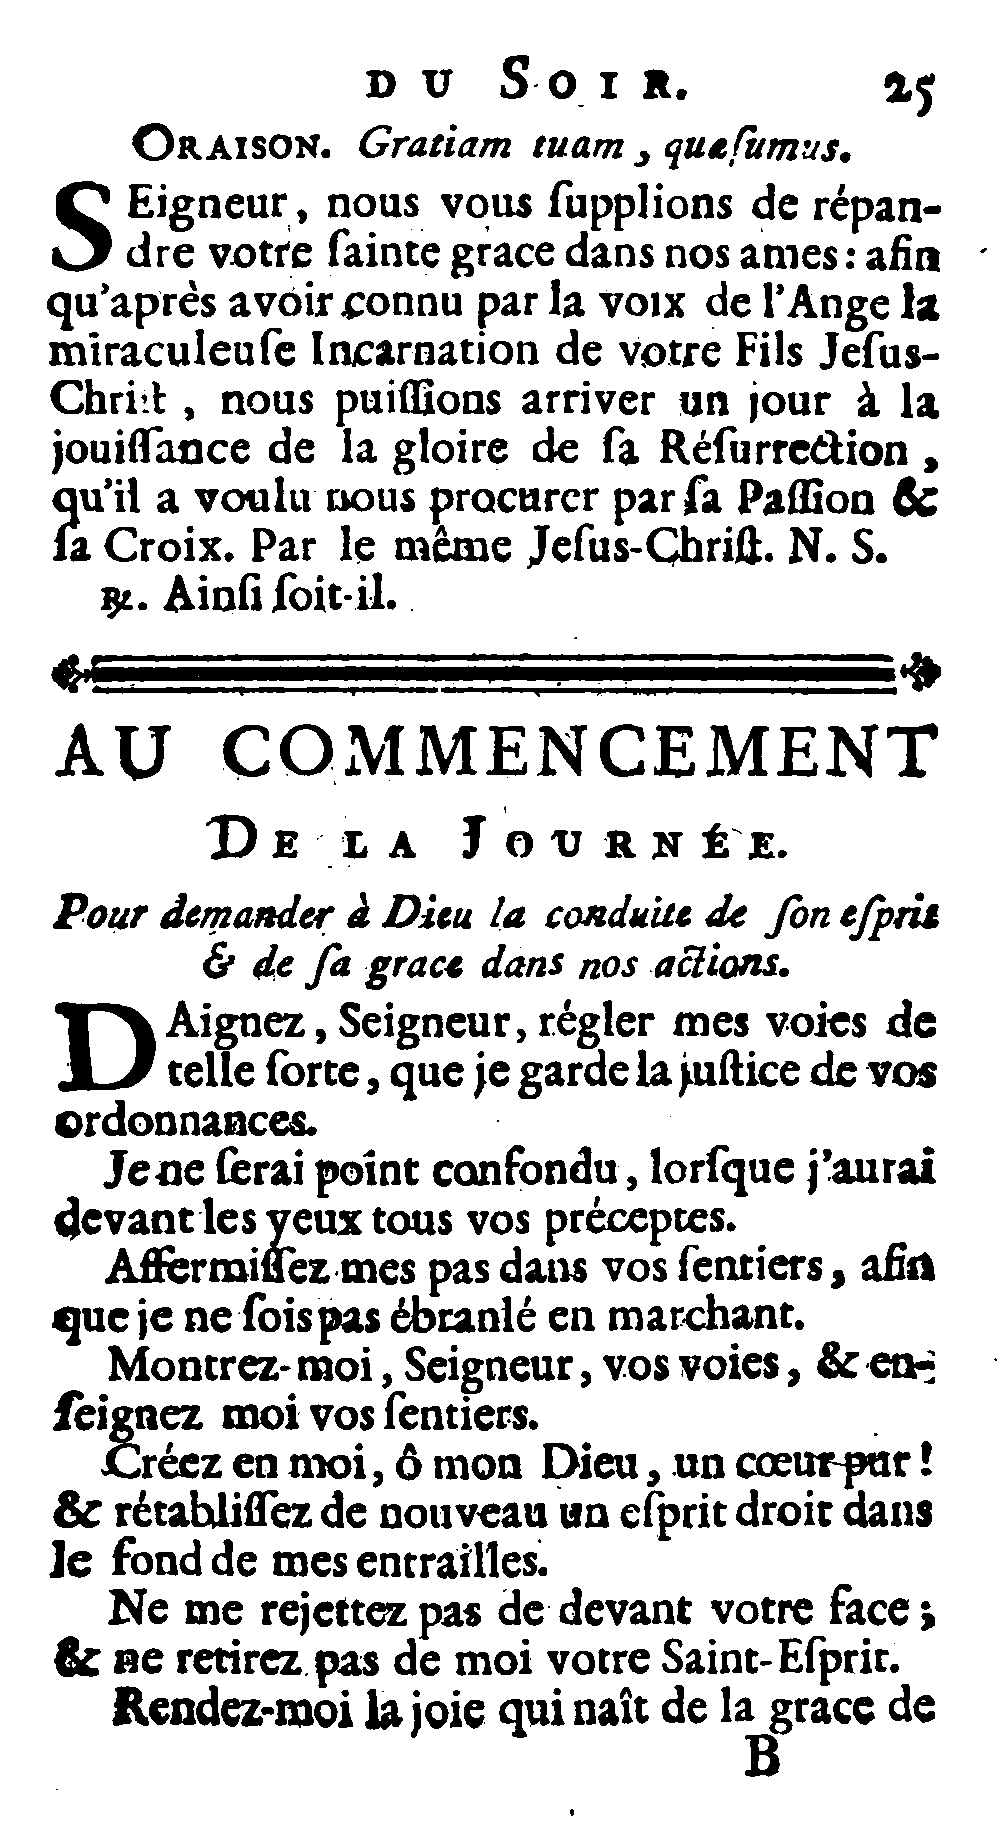 DU SOIR. 25
ORAISON. Gratiam tuam, quæſumus.
SEigneur, nous vous ſupplions de répan-
dre votre ſainte grace dans nos ames : afin
qu'après avoir connu par la voix de l'Ange la
miraculeuſe Incarnation de votre Fils Jeſus-
Chriſt, nous puiſſions arriver un jour à la
jouiſſance de la gloire de ſa Réſurrection,
qu'il a voulu nous procurer par ſa Paſſion &
ſa Croix. Par le même Jeſus-Chriſt. N. S.
℟. Ainſi ſoit-il.
AU COMMENCEMENT
DE LA JOURNÉE.
Pour demander à Dieu la conduite de ſon eſprit
& de ſa grace dans nos actions.
DAignez, Seigneur, régler mes voies de
telle ſorte, que je garde la juſtice de vos
ordonnances.
Je ne ſerai point confondu, lorſque j'aurai
devant les yeux tous vos préceptes.
Affermiſſez mes pas dans vos ſentiers, afin
que je ne ſois pas ébranlé en marchant.
Montrez-moi, Seigneur, vos voies, & en-
ſeignez moi vos ſentiers.
Créez en moi, ô mon Dieu, un cœur pur !
& rétabliſſez de nouveau un eſprit droit dans
le fond de mes entrailles.
Ne me rejettez pas de devant votre face ;
& ne retirez pas de moi votre Saint-Eſprit.
Rendez-moi la joie qui naît de la grace de
B